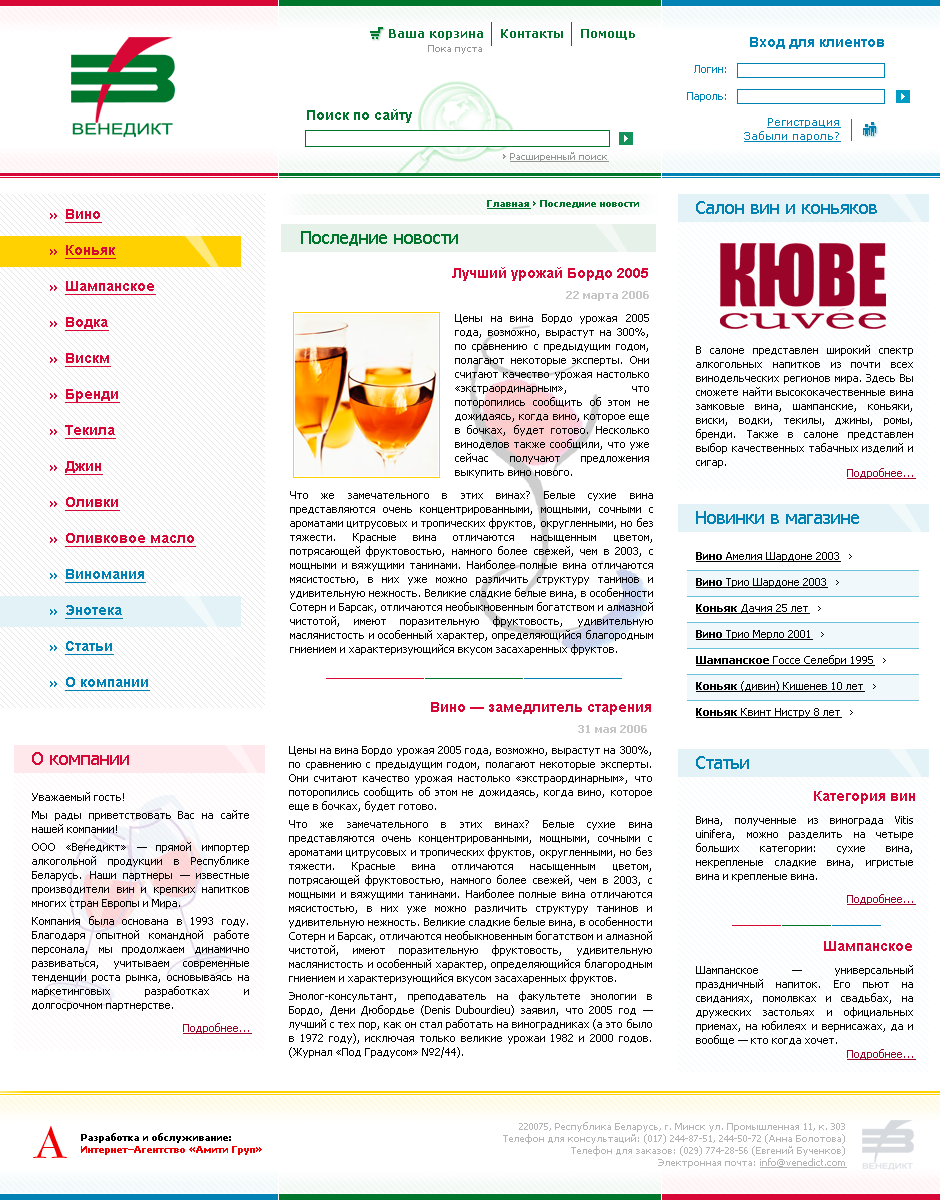 ВЕНЕДИКТ
Ваша корзина
Контакты
Помощь
Пока пуста
Поиск по сайту
Расширенный поиск
Вход для клиентов
Логин:
Пароль:
Регистрация
Забыли пароль?
» Вино
» Коньяк
» Шампанское
» Водка
» Вискм
» Бренди
» Текила
» Джин
» Оливки
» Оливковое масло
» Виномания
» Энотека
» Статьи
» О компании
О компании
Уважаемый гость!
Мы рады приветствовать Вас на сайте
нашей компании!
ООО «Венедикт» — прямой импортер
алкогольной продукции в Республике
Беларусь. Наши партнеры — известные
производители вин и крепких напитков
многих стран Европы и Мира.
Компания была основана в 1993 году.
Благодаря опытной командной работе
персонала, мы продолжаем динамично
развиваться, учитываем современные
тенденции роста рынка, основываясь на
маркетинговых разработках и
долгосрочном партнерстве.
Подробнее...
Главная › Последние новости
Последние новости
Лучший урожай Бордо 2005
22 марта 2006
Цены на вина Бордо урожая 2005
года, возможно, вырастут на 300%,
по сравнению с предыдущим годом,
полагают некоторые эксперты. Они
считают качество урожая настолько
«экстраординарным», что
поторопились сообщить об этом не
дожидаясь, когда вино, которое еще
в бочках, будет готово. Несколько
виноделов также сообщили, что уже
сейчас получают предложения
выкупить вино нового.
Что же замечательного в этих винах? Белые сухие вина
представляются очень концентрированными, мощными, сочными с
ароматами цитрусовых и тропических фруктов, округленными, но без
тяжести. Красные вина отличаются насыщенным цветом,
потрясающей фруктовостью, намного более свежей, чем в 2003, с
мощными и вяжущими танинами. Наиболее полные вина отличаются
мясистостью, в них уже можно различить структуру танинов и
удивительную нежность. Великие сладкие белые вина, в особенности
Сотерн и Барсак, отличаются необыкновенным богатством и алмазной
чистотой, имеют поразительную фруктовость, удивительную
маслянистость и особенный характер, определяющийся благородным
гниением и характеризующийся вкусом засахаренных фруктов.
Вино — замедлитель старения
31 мая 2006
Цены на вина Бордо урожая 2005 года, возможно, вырастут на 300%,
по сравнению с предыдущим годом, полагают некоторые эксперты.
Они считают качество урожая настолько «экстраординарным», что
поторопились сообщить об этом не дожидаясь, когда вино, которое
еще в бочках, будет готово.
Что же замечательного в этих винах? Белые сухие вина
представляются очень концентрированными, мощными, сочными с
ароматами цитрусовых и тропических фруктов, округленными, но без
тяжести. Красные вина отличаются насыщенным цветом,
потрясающей фруктовостью, намного более свежей, чем в 2003, с
мощными и вяжущими танинами. Наиболее полные вина отличаются
мясистостью, в них уже можно различить структуру танинов и
удивительную нежность. Великие сладкие белые вина, в особенности
Сотерн и Барсак, отличаются необыкновенным богатством и алмазной
чистотой, имеют поразительную фруктовость, удивительную
маслянистость и особенный характер, определяющийся благородным
гниением и характеризующийся вкусом засахаренных фруктов.
Энолог-консультант, преподаватель на факультете энологии в
Бордо, Дени Дюбордье (Denis Dubourdieu) заявил, что 2005 год —
лучший с тех пор, как он стал работать на виноградниках (а это было
в 1972 году), исключая только великие урожаи 1982 и 2000 годов.
(Журнал «Под Градусом» №2/44).
Салон вин и коньяков
КЮВЕ
cuvée
В салоне представлен широкий спектр
алкогольных напитков из почти всех
винодельческих регионов мира. Здесь Вы
сможете найти высококачественные вина
замковые вина, шампанские, коньяки,
виски, водки, текилы, джины, ромы,
бренди. Также в салоне представлен
выбор качественных табачных изделий и
сигар.
Подробнее...
Новинки в магазине
Вино Амелия Шардоне 2003 ›
Вино Трио Шардоне 2003 ›
Коньяк Дачия 25 лет ›
Вино Трио Мерло 2001 ›
Шампанское Госсе Селебри 1995 ›
Коньяк (дивин) Кишенев 10 лет ›
Коньяк Квинт Нистру 8 лет ›
Статьи
Категория вин
Вина, полученные из винограда Vitis
uinifera, можно разделить на четыре
больших категории: сухие вина,
некрепленые сладкие вина, игристые
вина и крепленые вина.
Подробнее...
Шампанское
Шампанское — универсальный
праздничный напиток. Его пьют на
свиданиях, помолвках и свадьбах, на
дружеских застольях и официальных
приемах, на юбилеях и вернисажах, да и
вообще — кто когда хочет.
Подробнее...
А
Разработка и обслуживание:
Интернет–Агентство «Амити Груп»
220075, Республика Беларусь, г. Минск ул. Промышленная 11, к. 303
Телефон для консультаций: (017) 244-87-51, 244-50-72 (Анна Болотова)
Телефон для заказов: (029) 774-28-56 (Евгений Бученков)
Электронная почта: info@venedict.com
ВЕНЕДИКТ